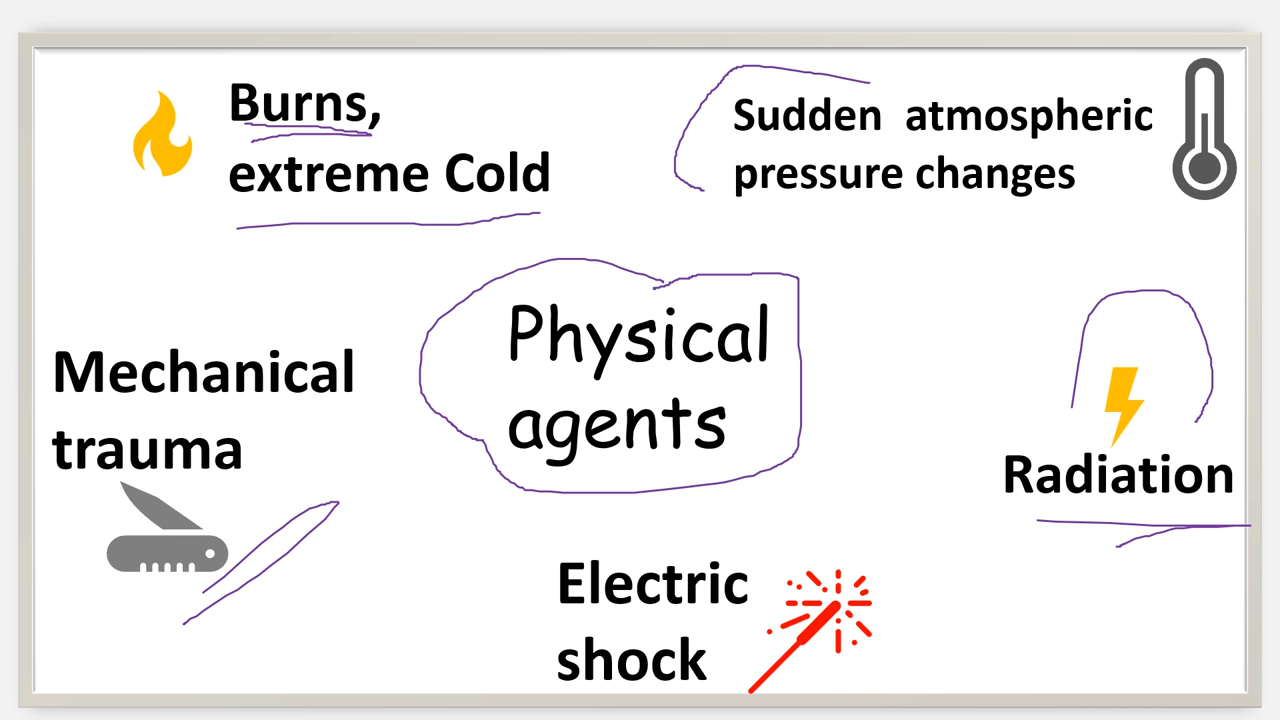 Burns,
extreme Cold
Sudden atmospheric
pressure changes
Physical
agents
Mechanical
trauma
Radiation
Electric
shock